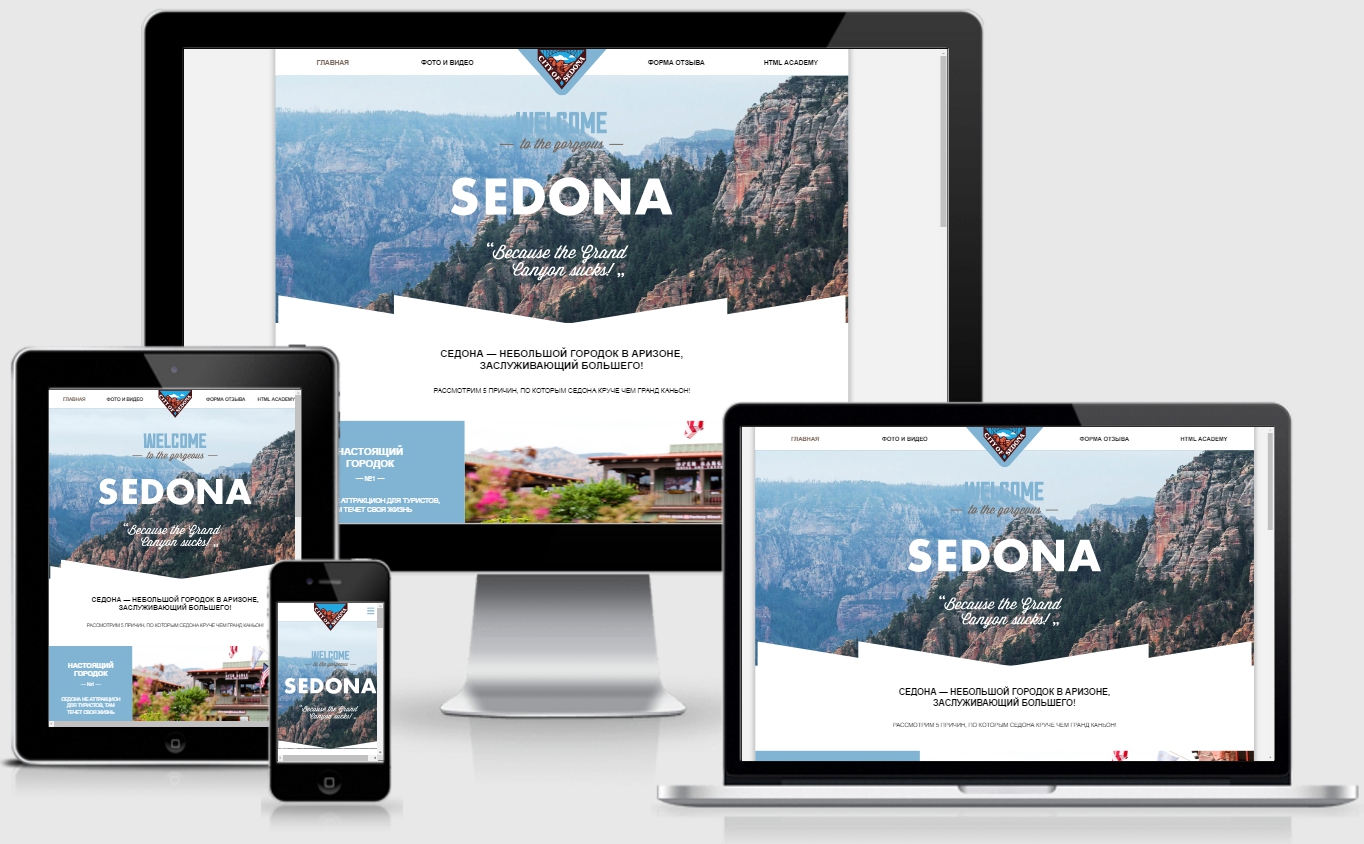 ГЛАВНАЯ ФОТО И ВИДЕО CITY OF SEDONA ФОРМА ОТЗЫВА HTML ACADEMY
WELCOME
— to the gorgeous —
SEDONA
“Because the Grand
Canyon sucks! „
СЕДОНА — НЕБОЛЬШОЙ ГОРОДОК В АРИЗОНЕ,
ЗАСЛУЖИВАЮЩИЙ БОЛЬШЕГО!
РАССМОТРИМ 5 ПРИЧИН, ПО КОТОРЫМ СЕДОНА КРУЧЕ ЧЕМ ГРАНД КАНЬОН!
НАСТОЯЩИЙ
ГОРОДОК
— №1 —
АТТРАКЦИОН ДЛЯ ТУРИСТОВ,
М ТЕЧЕТ СВОЯ ЖИЗНЬ
ГЛАВНАЯ ФОТО И ВИДЕО CITY OF SEDONA ФОРМА ОТЗЫВА HTML ACADEMY
WELCOME
— to the gorgeous —
SEDONA
“Because the Grand
Canyon sucks! „
СЕДОНА — НЕБОЛЬШОЙ ГОРОДОК В АРИЗОНЕ,
ЗАСЛУЖИВАЮЩИЙ БОЛЬШЕГО!
РАССМОТРИМ 5 ПРИЧИН, ПО КОТОРЫМ СЕДОНА КРУЧЕ ЧЕМ ГРАНД КАНЬОН!
НАСТОЯЩИЙ
ГОРОДОК
— №1 —
СЕДОНА НЕ АТТРАКЦИОН
ДЛЯ ТУРИСТОВ, ТАМ
ТЕЧЕТ СВОЯ ЖИЗНЬ
CITY OF SEDONA
WELCOME
— to the gorgeous —
SEDONA
“Because the Grand
Canyon sucks! „
ГЛАВНАЯ ФОТО И ВИДЕО CITY OF SEDONA ФОРМА ОТЗЫВА HTML ACADEMY
WELCOME
— to the gorgeous —
SEDONA
“Because the Grand
Canyon sucks! „
СЕДОНА — НЕБОЛЬШОЙ ГОРОДОК В АРИЗОНЕ,
ЗАСЛУЖИВАЮЩИЙ БОЛЬШЕГО!
РАССМОТРИМ 5 ПРИЧИН, ПО КОТОРЫМ СЕДОНА КРУЧЕ ЧЕМ ГРАНД КАНЬОН!